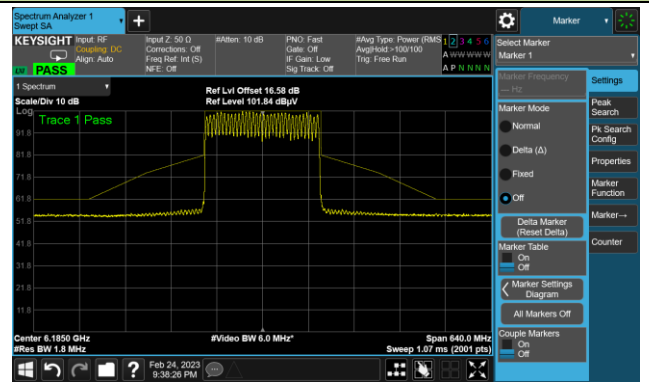 Spectrum Analyzer 1
Swept SA
Marker
KEYSIGHT
Input: RF
Coupling: DC
Align: Auto
Input Z: 50 Ω
Corrections: Off
Freq Ref: Int (S)
NFE: Off
#Atten: 10 dB
PNO: Fast
Gate: Off
IF Gain: Low
Sig Track: Off
#Avg Type: Power (RMS
Avg|Hold:>100/100
Trig: Free Run
1 2 3 4 5 6
A W W W W W
A P N N N N
PASS
Select Marker
Marker 1
1 Spectrum
Scale/Div 10 dB
Ref Lvl Offset 16.58 dB
Ref Level 101.84 dBµV
Log
Trace 1 Pass
91.8
81.8
71.8
61.8
51.8
41.8
31.8
21.8
11.8
Center 6.1850 GHz
#Res BW 1.8 MHz
#Video BW 6.0 MHz*
Span 640.0 MHz
Sweep 1.07 ms (2001 pts)
Marker Frequency
--- Hz
Marker Mode
Normal
Delta (Δ)
Fixed
Off
Delta Marker
(Reset Delta)
Marker Table
On
Off
Marker Settings
Diagram
All Markers Off
Couple Markers
On
Off
Settings
Peak
Search
Pk Search
Config
Properties
Marker
Function
Marker→
Counter
?
Feb 24, 2023
9:38:26 PM